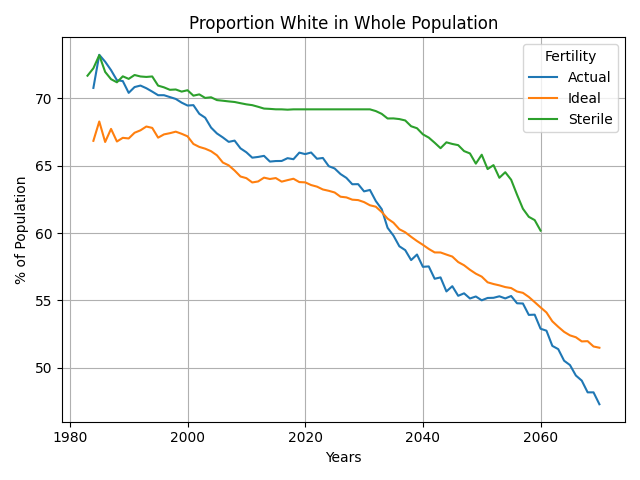 Proportion White in Whole Population
Fertility
Actual
Ideal
Sterile
% of Population
70
65
60
55
50
1980
2000
2020
2040
2060
Years